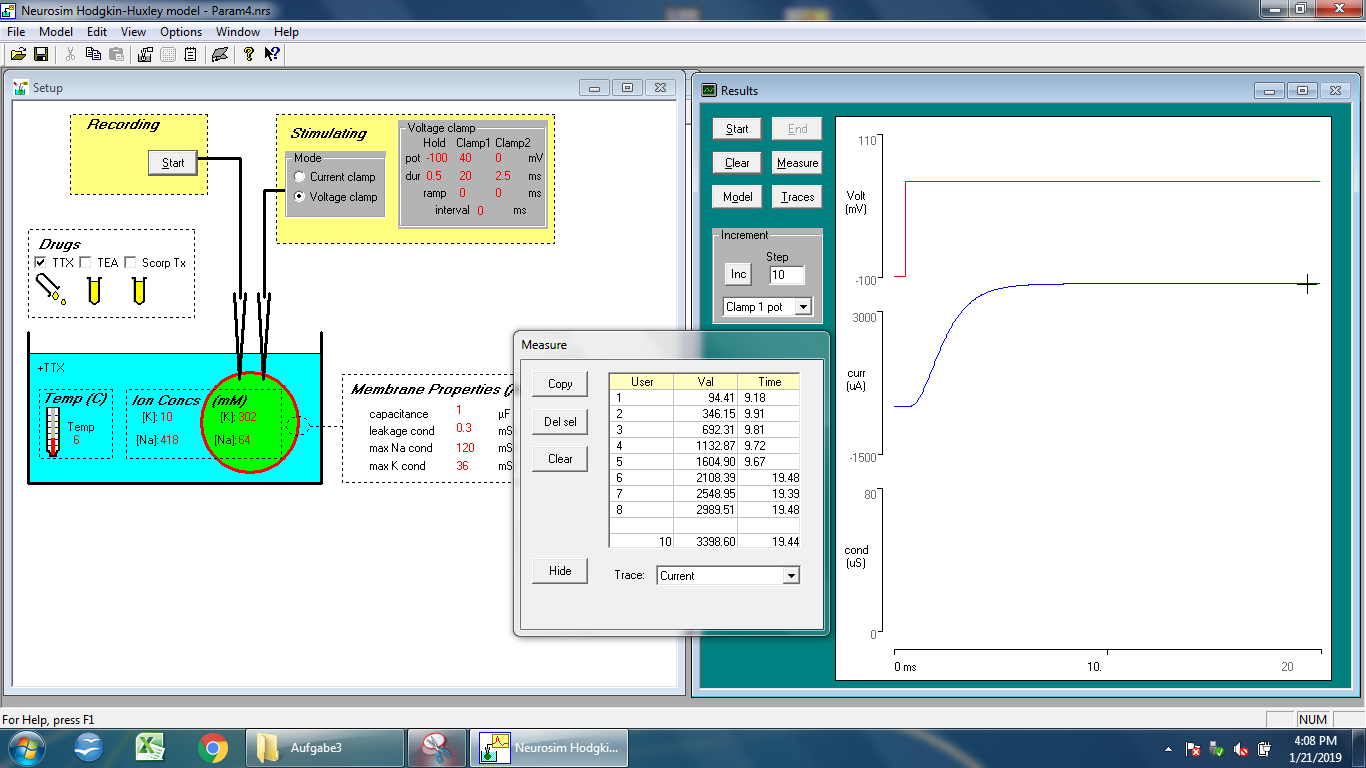 Neurosim Hodgkin-Huxley model - Param4.nrs
File Model Edit View Options Window Help
Setup
Recording
Start
Stimulating
Mode
Current clamp
Voltage clamp
Voltage clamp
Hold Clamp1 Clamp2
pot -100 40 0 mV
dur 0.5 20 2.5 ms
ramp 0 0 ms
interval 0 ms
Drugs
TTX TEA Scorp Tx
+TTX
Temp (C)
Temp
6
Ion Concs (mM)
[K]: 10 [K]: 302
[Na]: 418 [Na]: 64
Membrane Properties (/
capacitance 1 µF
leakage cond 0.3 mS
max Na cond 120 mS
max K cond 36 mS
Results
Start End
Clear Measure
Model Traces
Increment
Step
Inc 10
Clamp 1 pot
110
Volt
(mV)
-100
3000
curr
(uA)
-1500
80
cond
(uS)
0
0 ms 10. 20
Measure
Copy
Del sel
Clear
Hide
User Val Time
1 94.41 9.18
2 346.15 9.91
3 692.31 9.81
4 1132.87 9.72
5 1604.90 9.67
6 2108.39 19.48
7 2548.95 19.39
8 2989.51 19.48
10 3398.60 19.44
Trace: Current
For Help, press F1
NUM
Aufgabe3
Neurosim Hodgki...
4:08 PM
1/21/2019